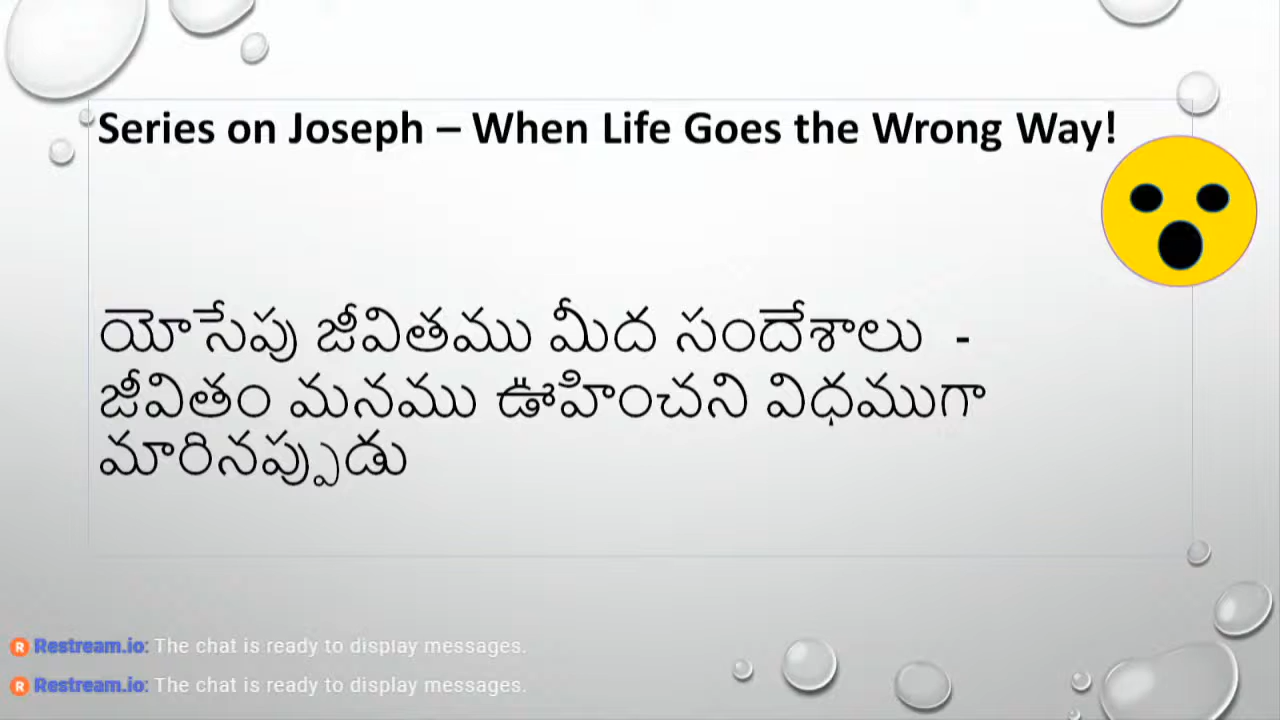 Series on Joseph – When Life Goes the Wrong Way!
యోసేపు జీవితము మీద సందేశాలు -
జీవితం మనము ఊహించని విధముగా
మారినప్పుడు
Restream.io: The chat is ready to display messages.
Restream.io: The chat is ready to display messages.